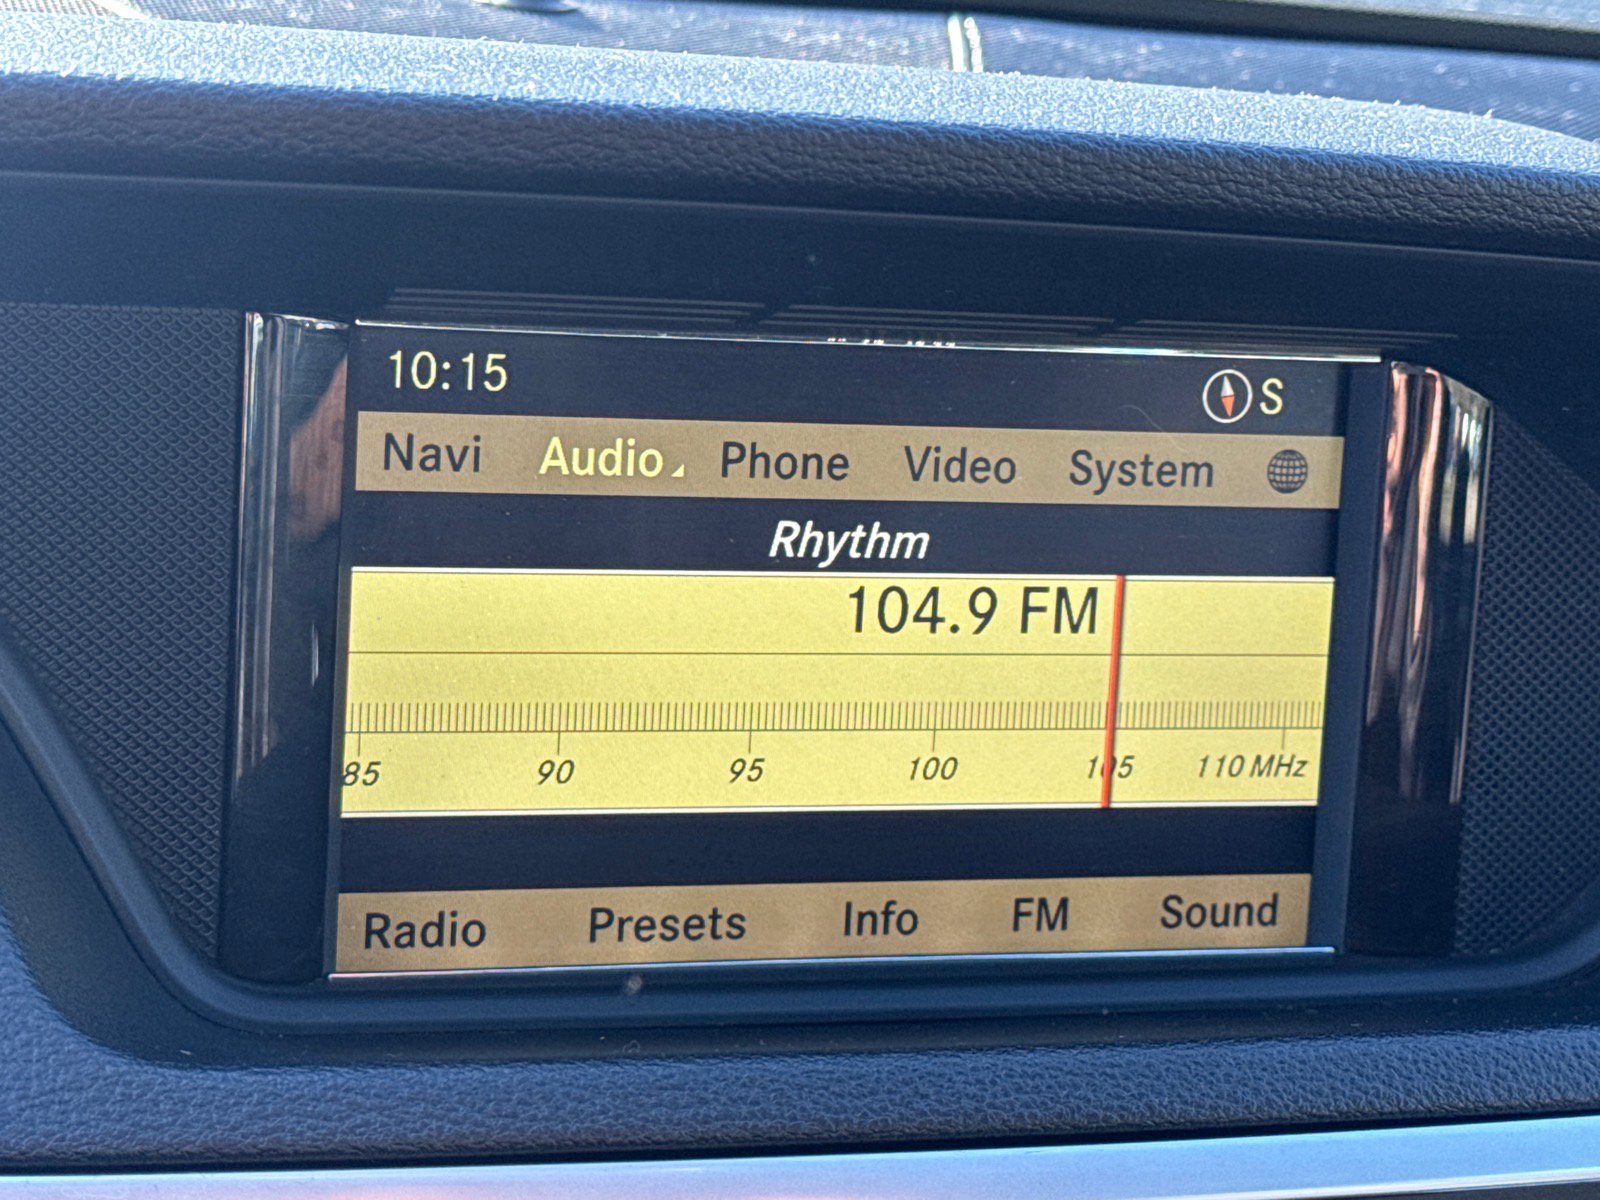 10:15 S
Navi Audio Phone Video System
Rhythm
104.9 FM
85 90 95 100 105 110 MHz
Radio Presets Info FM Sound